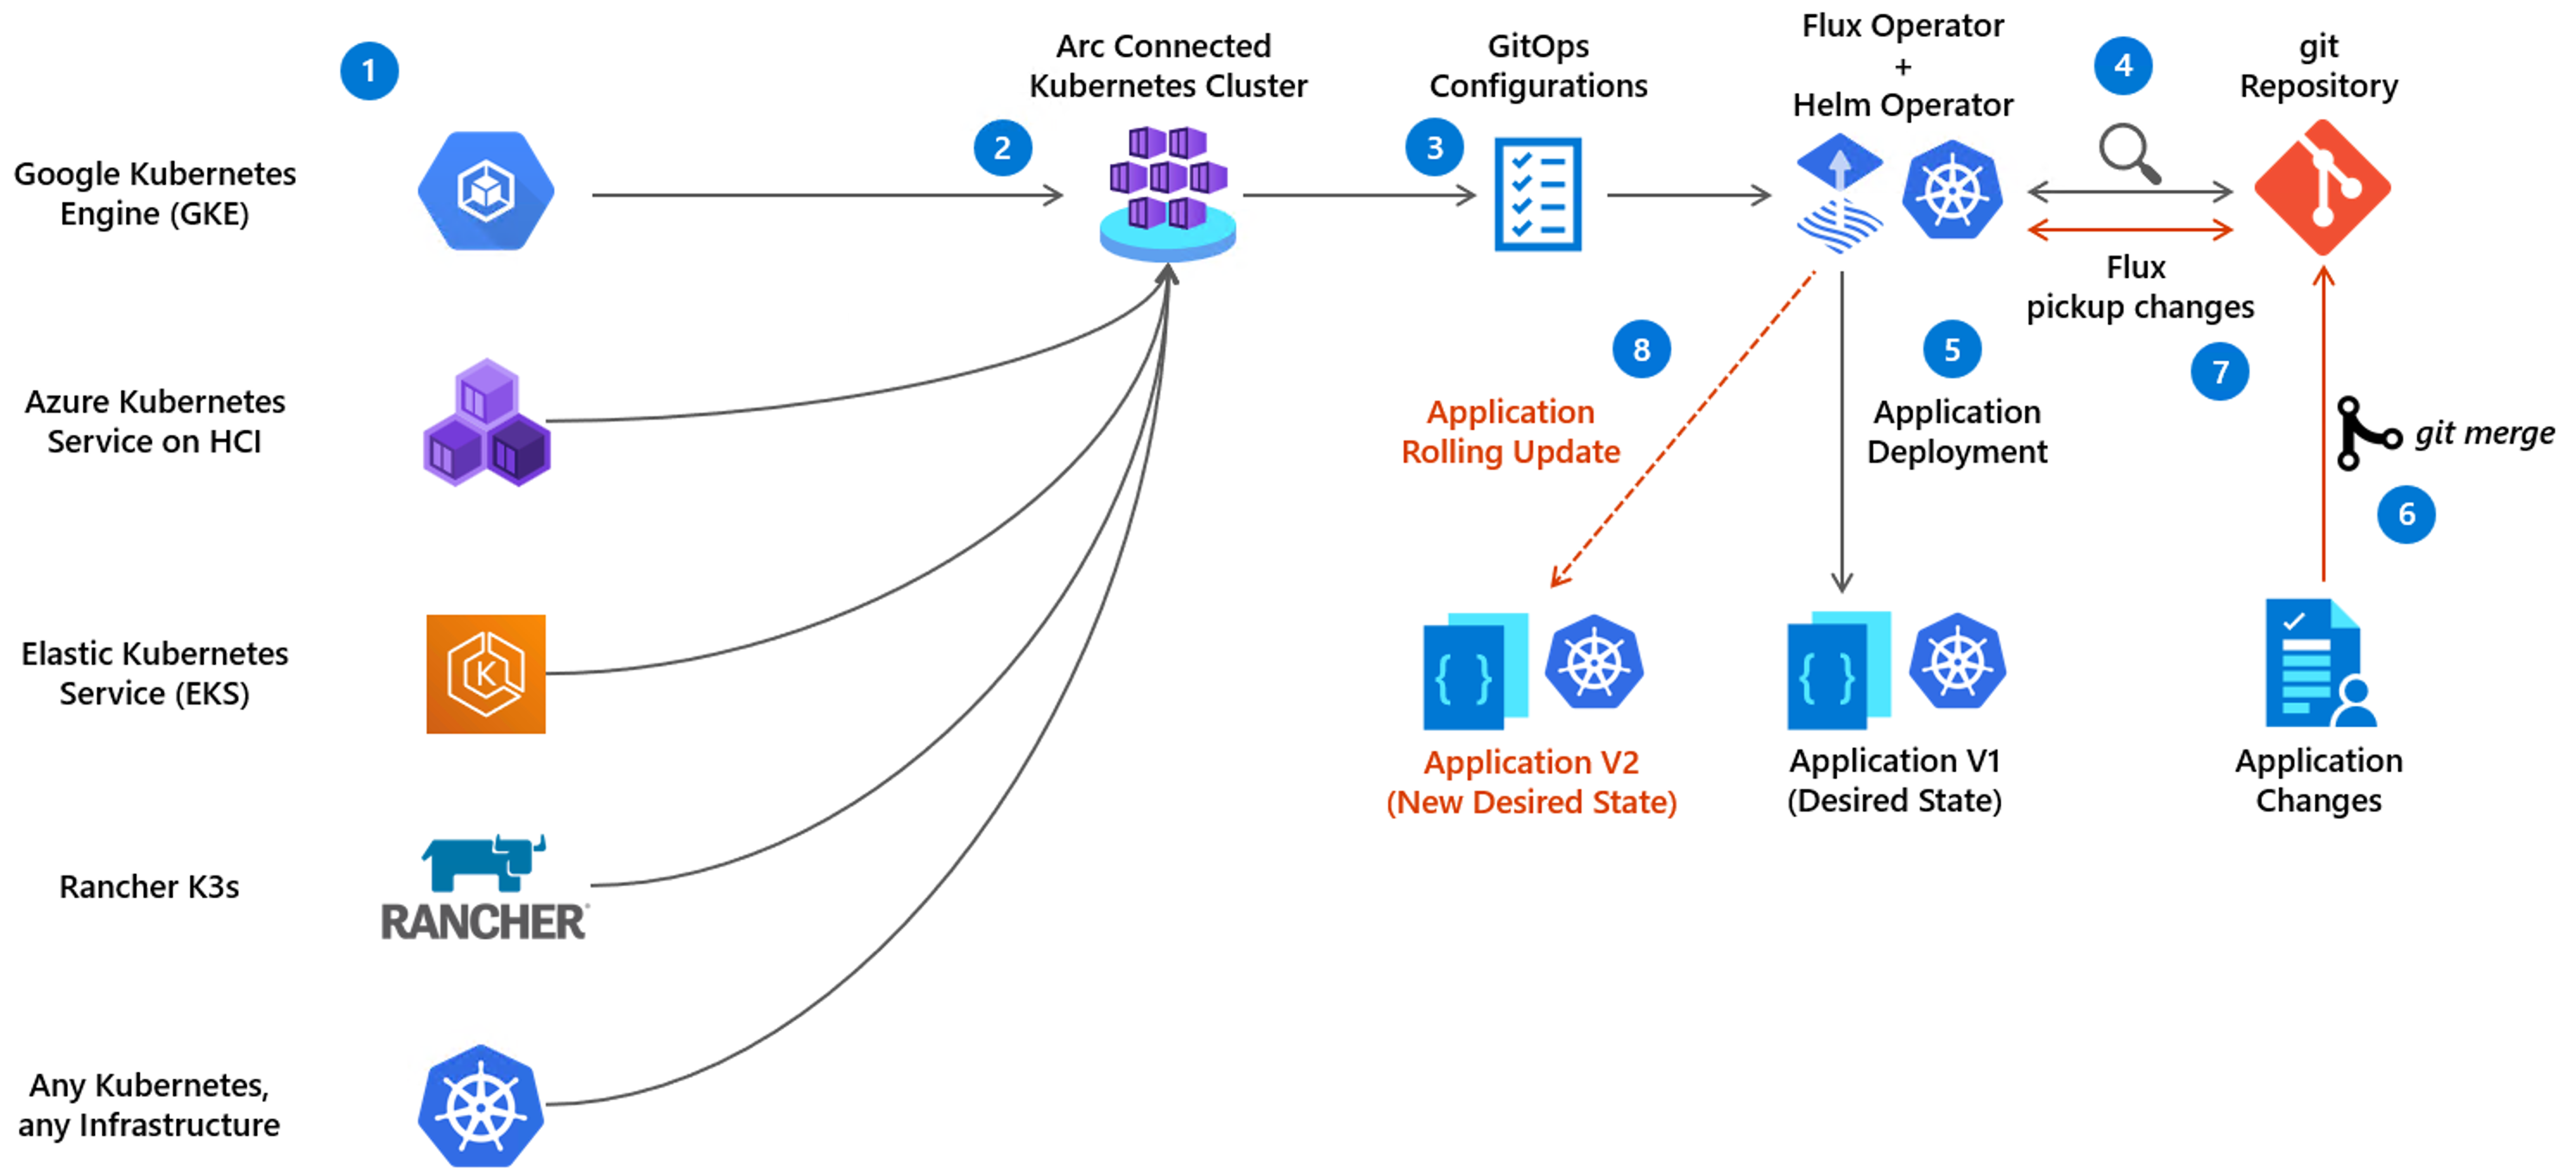 1
Arc Connected
Kubernetes Cluster
GitOps
Configurations
Flux Operator
+
Helm Operator
4
git
Repository
2
3
Google Kubernetes
Engine (GKE)
Flux
pickup changes
8
5
7
Azure Kubernetes
Service on HCI
Application
Rolling Update
Application
Deployment
git merge
6
Elastic Kubernetes
Service (EKS)
K
{ }
{ }
Application V2
(New Desired State)
Application V1
(Desired State)
Application
Changes
Rancher K3s
RANCHER
Any Kubernetes,
any Infrastructure